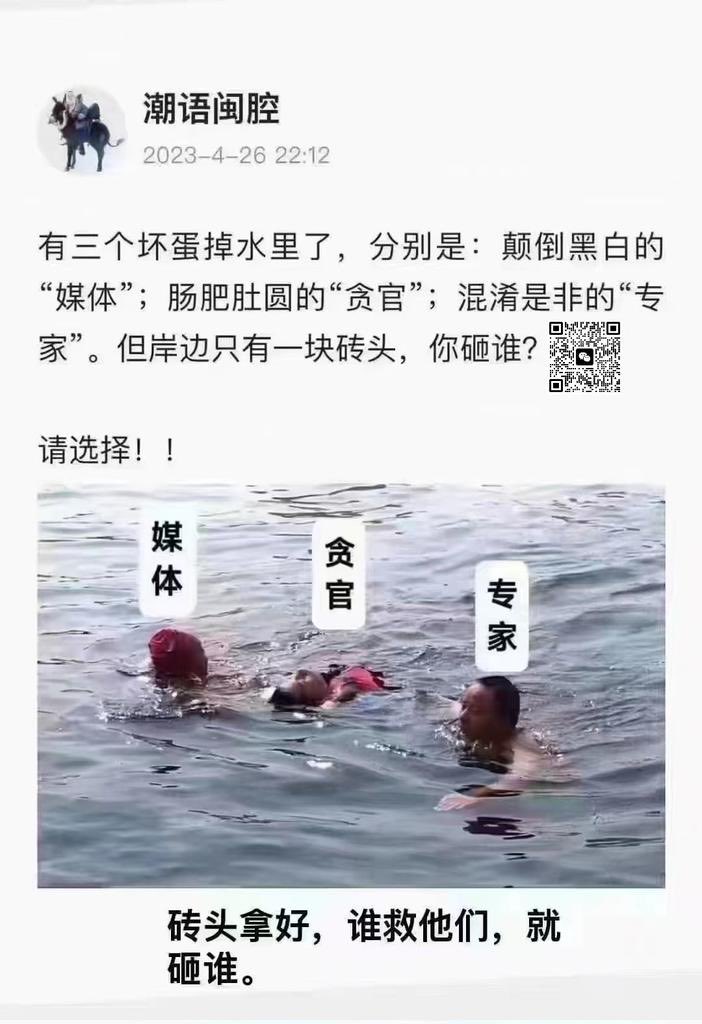 潮语闽腔
2023-4-26 22:12
有三个坏蛋掉水里了，分别是：颠倒黑白的
“媒体”；肠肥肚圆的“贪官”；混淆是非的“专
家”。但岸边只有一块砖头，你砸谁？
请选择！！
媒
体
贪
官
专
家
砖头拿好，谁救他们，就
砸谁。